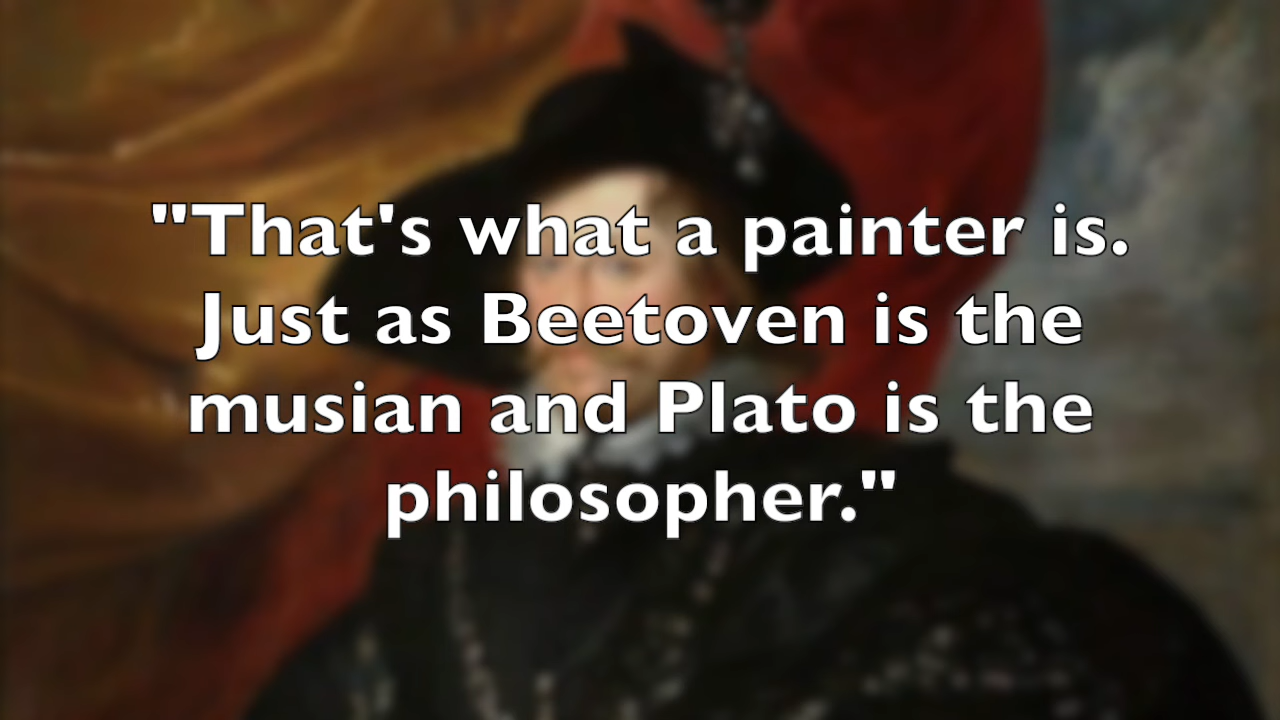 "That's what a painter is.
Just as Beetoven is the
musian and Plato is the
philosopher."